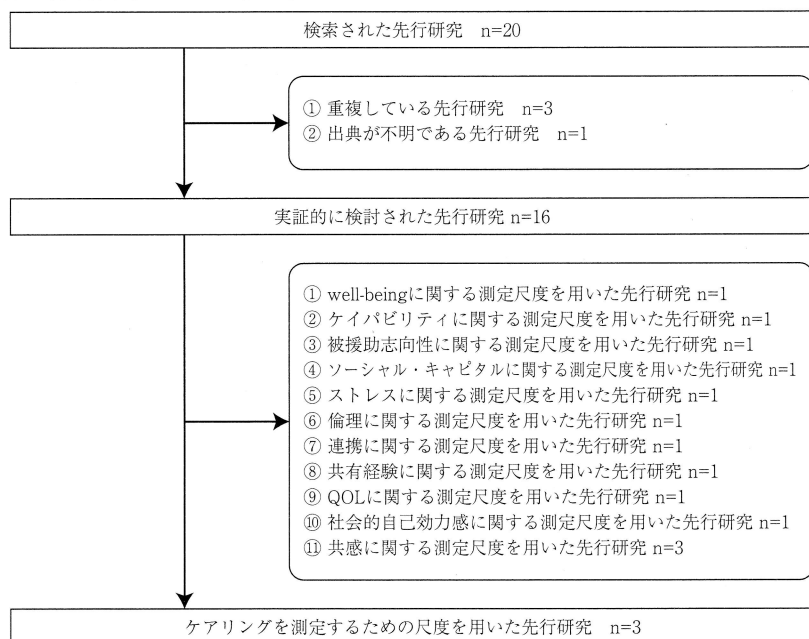 検索された先行研究　n=20
① 重複している先行研究　n=3
② 出典が不明である先行研究　n=1
実証的に検討された先行研究 n=16
① well-beingに関する測定尺度を用いた先行研究 n=1
② ケイパビリティに関する測定尺度を用いた先行研究 n=1
③ 被援助志向性に関する測定尺度を用いた先行研究 n=1
④ ソーシャル・キャピタルに関する測定尺度を用いた先行研究 n=1
⑤ ストレスに関する測定尺度を用いた先行研究 n=1
⑥ 倫理に関する測定尺度を用いた先行研究 n=1
⑦ 連携に関する測定尺度を用いた先行研究 n=1
⑧ 共有経験に関する測定尺度を用いた先行研究 n=1
⑨ QOLに関する測定尺度を用いた先行研究 n=1
⑩ 社会的自己効力感に関する測定尺度を用いた先行研究 n=1
⑪ 共感に関する測定尺度を用いた先行研究 n=3
ケアリングを測定するための尺度を用いた先行研究　n=3